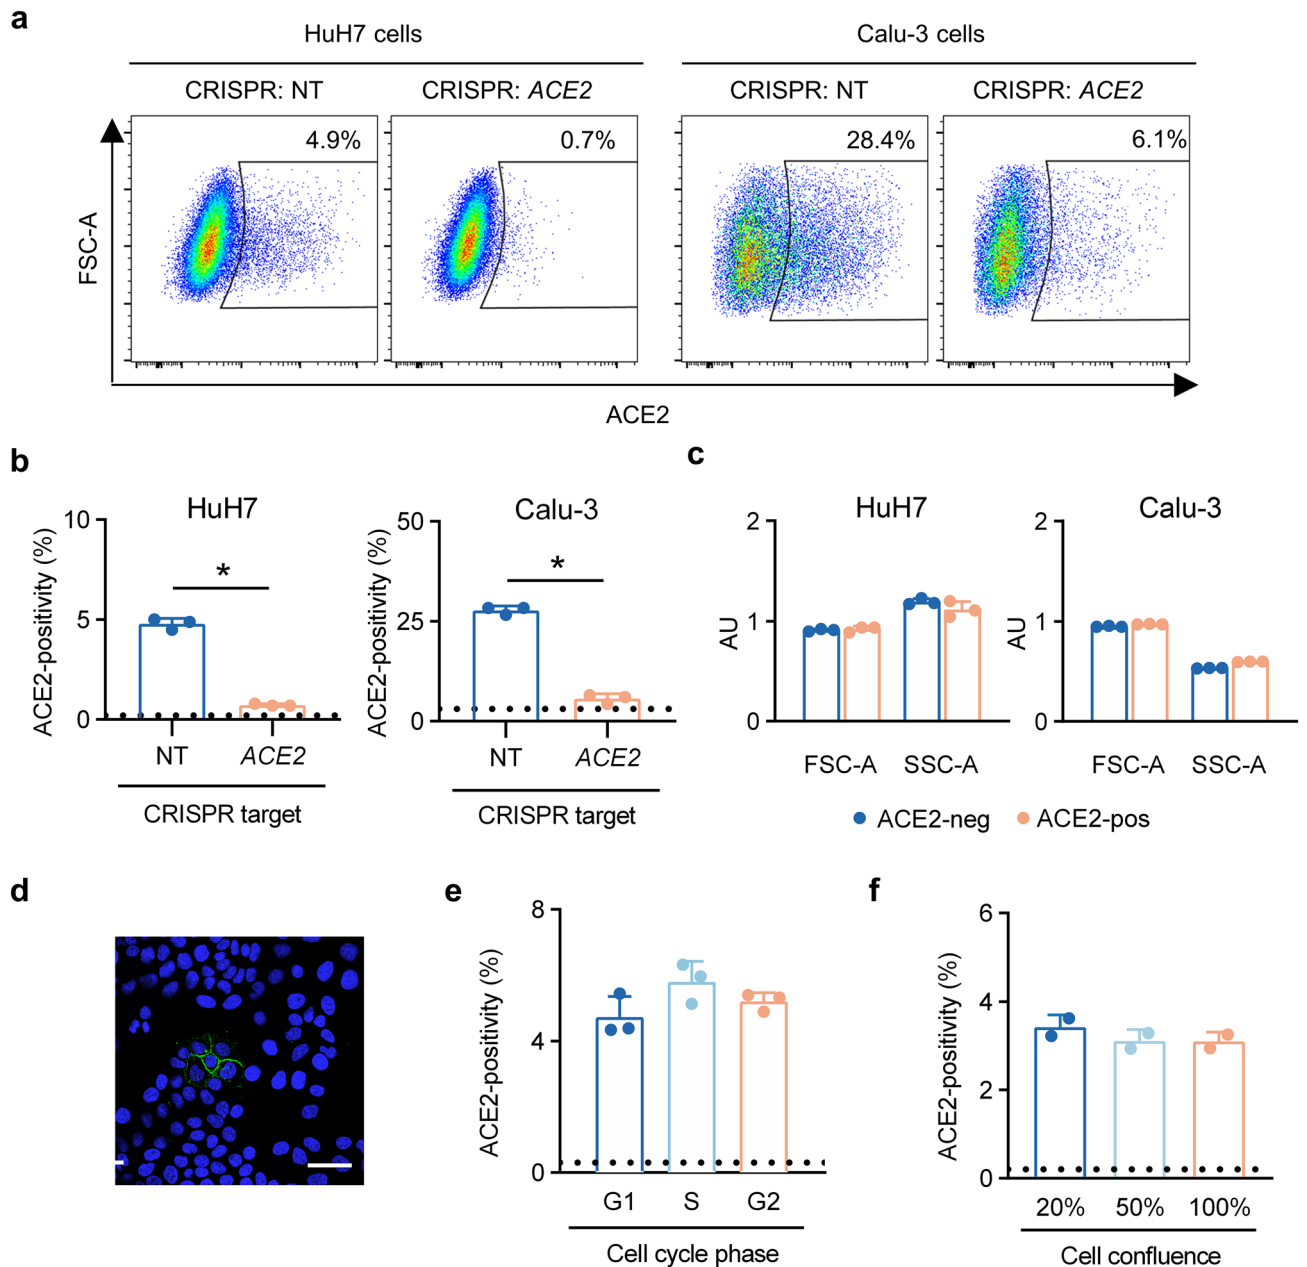 a
HuH7 cells
Calu-3 cells
CRISPR: NT
CRISPR: ACE2
CRISPR: NT
CRISPR: ACE2
4.9%
0.7%
28.4%
6.1%
FSC-A
ACE2
b
HuH7
ACE2-positivity (%)
10
5
0
*
NT
ACE2
CRISPR target
Calu-3
ACE2-positivity (%)
50
25
0
*
NT
ACE2
CRISPR target
c
HuH7
AU
2
1
0
FSC-A
SSC-A
Calu-3
AU
2
1
0
FSC-A
SSC-A
ACE2-neg
ACE2-pos
d
e
ACE2-positivity (%)
8
4
0
G1
S
G2
Cell cycle phase
f
ACE2-positivity (%)
6
4
2
0
20%
50%
100%
Cell confluence